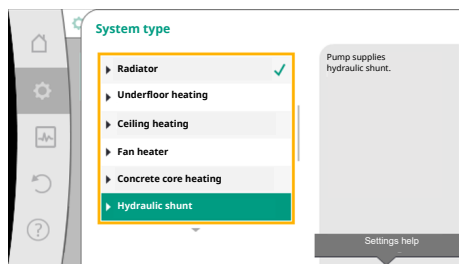 System type
Radiator
Underfloor heating
Ceiling heating
Fan heater
Concrete core heating
Hydraulic shunt
Pump supplies
hydraulic shunt.
Settings help
?